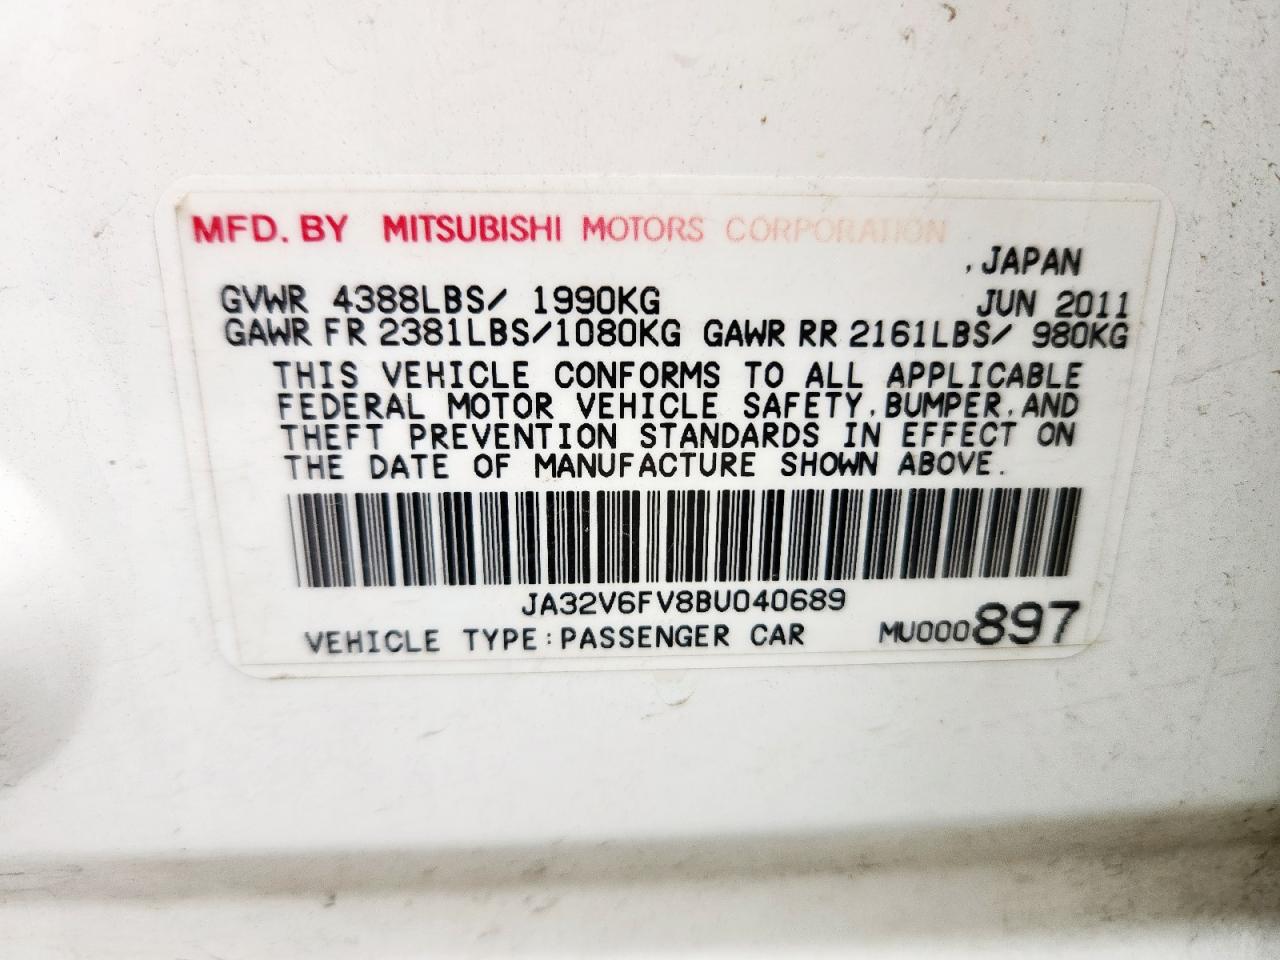 MFD. BY MITSUBISHI MOTORS CORPORATION
, JAPAN
GVWR 4388LBS/ 1990KG JUN 2011
GAWR FR 2381LBS/1080KG GAWR RR 2161LBS/ 980KG
THIS VEHICLE CONFORMS TO ALL APPLICABLE
FEDERAL MOTOR VEHICLE SAFETY, BUMPER, AND
THEFT PREVENTION STANDARDS IN EFFECT ON
THE DATE OF MANUFACTURE SHOWN ABOVE.
JA32V6FV8BU040689
VEHICLE TYPE:PASSENGER CAR MU000897